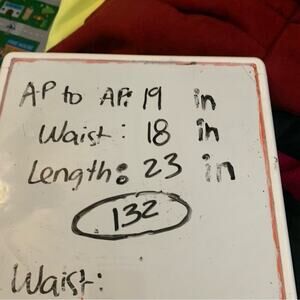 AP to AP: 19 in
Waist: 18 in
Length: 23 in
132
Waist: